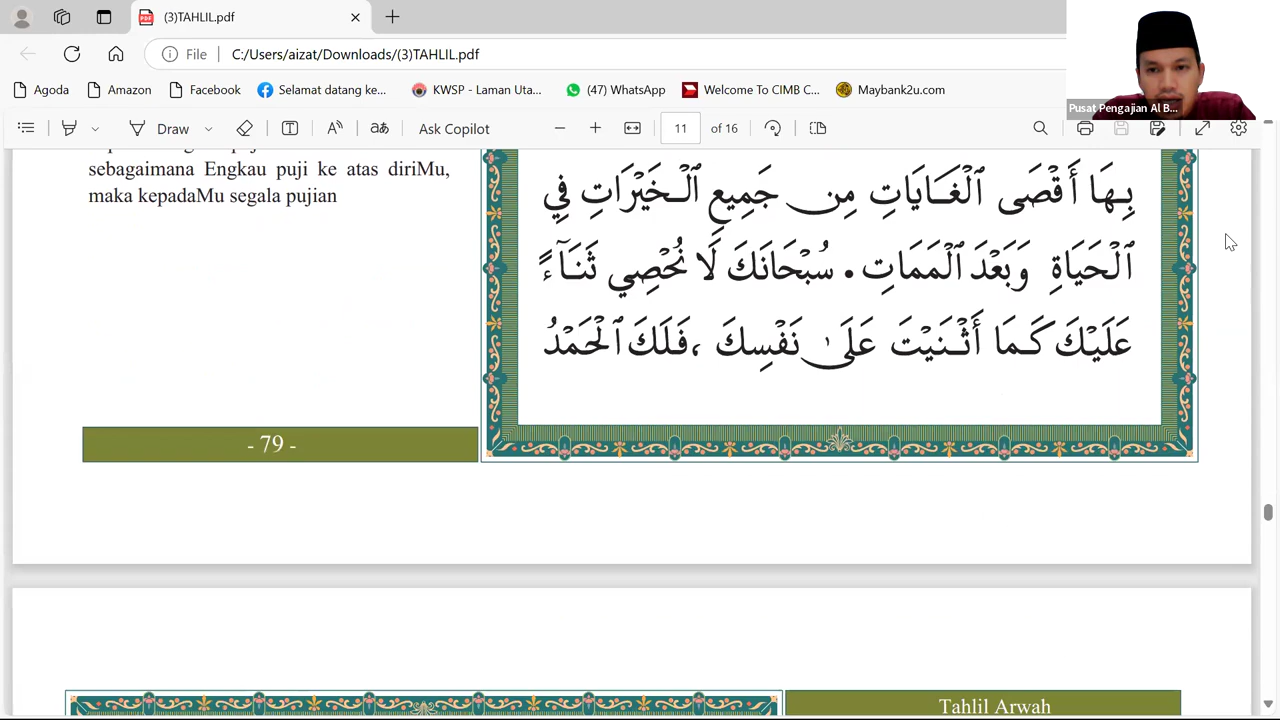 (3)TAHLIL.pdf
File
C:/Users/aizat/Downloads/(3)TAHLIL.pdf
Agoda
Amazon
Facebook
Selamat datang ke...
KWSP - Laman Uta...
(47) WhatsApp
Welcome To CIMB C...
Maybank2u.com
Pusat Pengajian Al B...
Draw
Ask Copilot
11
of 16
sebagaimana Engkau puji ke atas diriMu,
maka kepadaMu segala pujian
بِهَا أَقْصَى ٱلْغَايَاتِ مِن جَمِيعِ ٱلْخَيْرَاتِ فِي
ٱلْحَيَاةِ وَبَعْدَ ٱلْمَمَاتِ . سُبْحَانَكَ لَا نُحْصِي ثَنَآءً
عَلَيْكَ كَمَا أَثْنَيْتَ عَلَىٰ نَفْسِكَ ، فَلَكَ ٱلْحَمْدُ
- 79 -
Tahlil Arwah